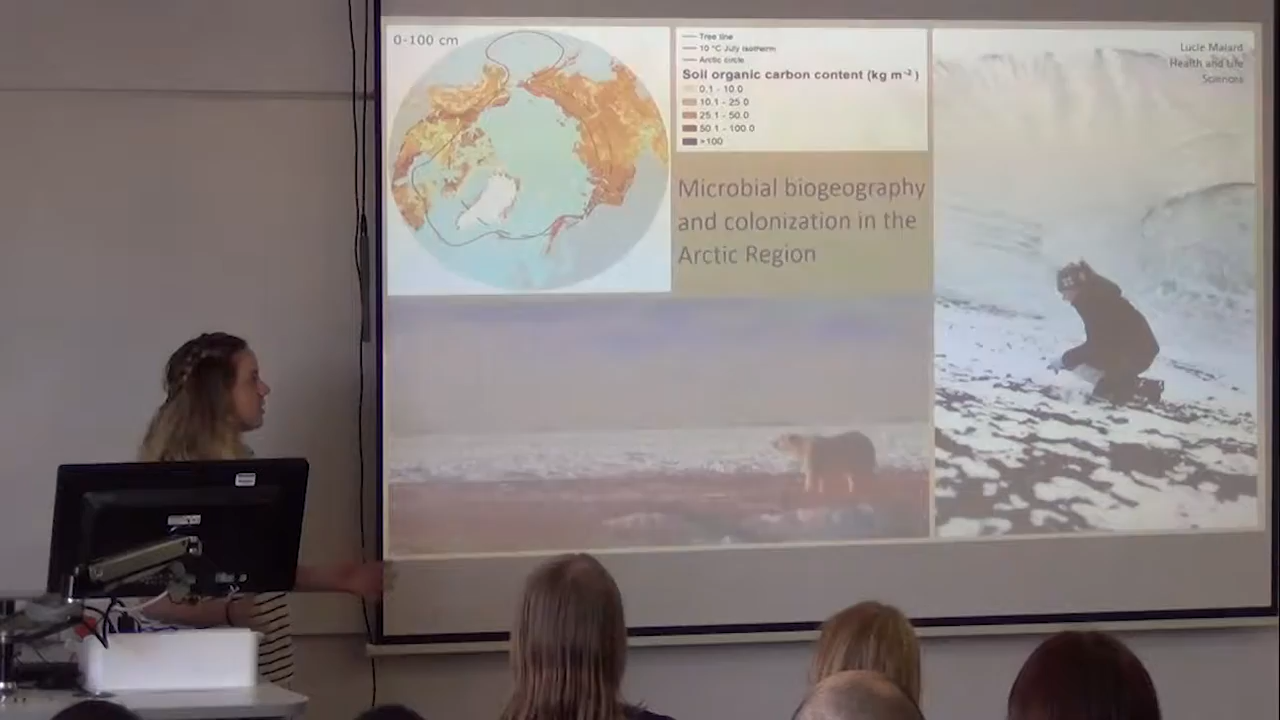 0-100 cm
Tree line
10 °C July isotherm
Arctic circle
Soil organic carbon content (kg m⁻²)
0.1 - 10.0
10.1 - 25.0
25.1 - 50.0
50.1 - 100.0
>100
Microbial biogeography
and colonization in the
Arctic Region
Lucie Malard
Health and Life
Sciences